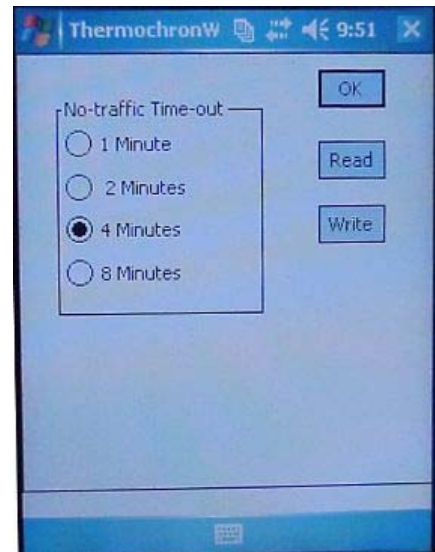 ThermochronW 9:51
OK
No-traffic Time-out
1 Minute
Read
2 Minutes
4 Minutes
Write
8 Minutes